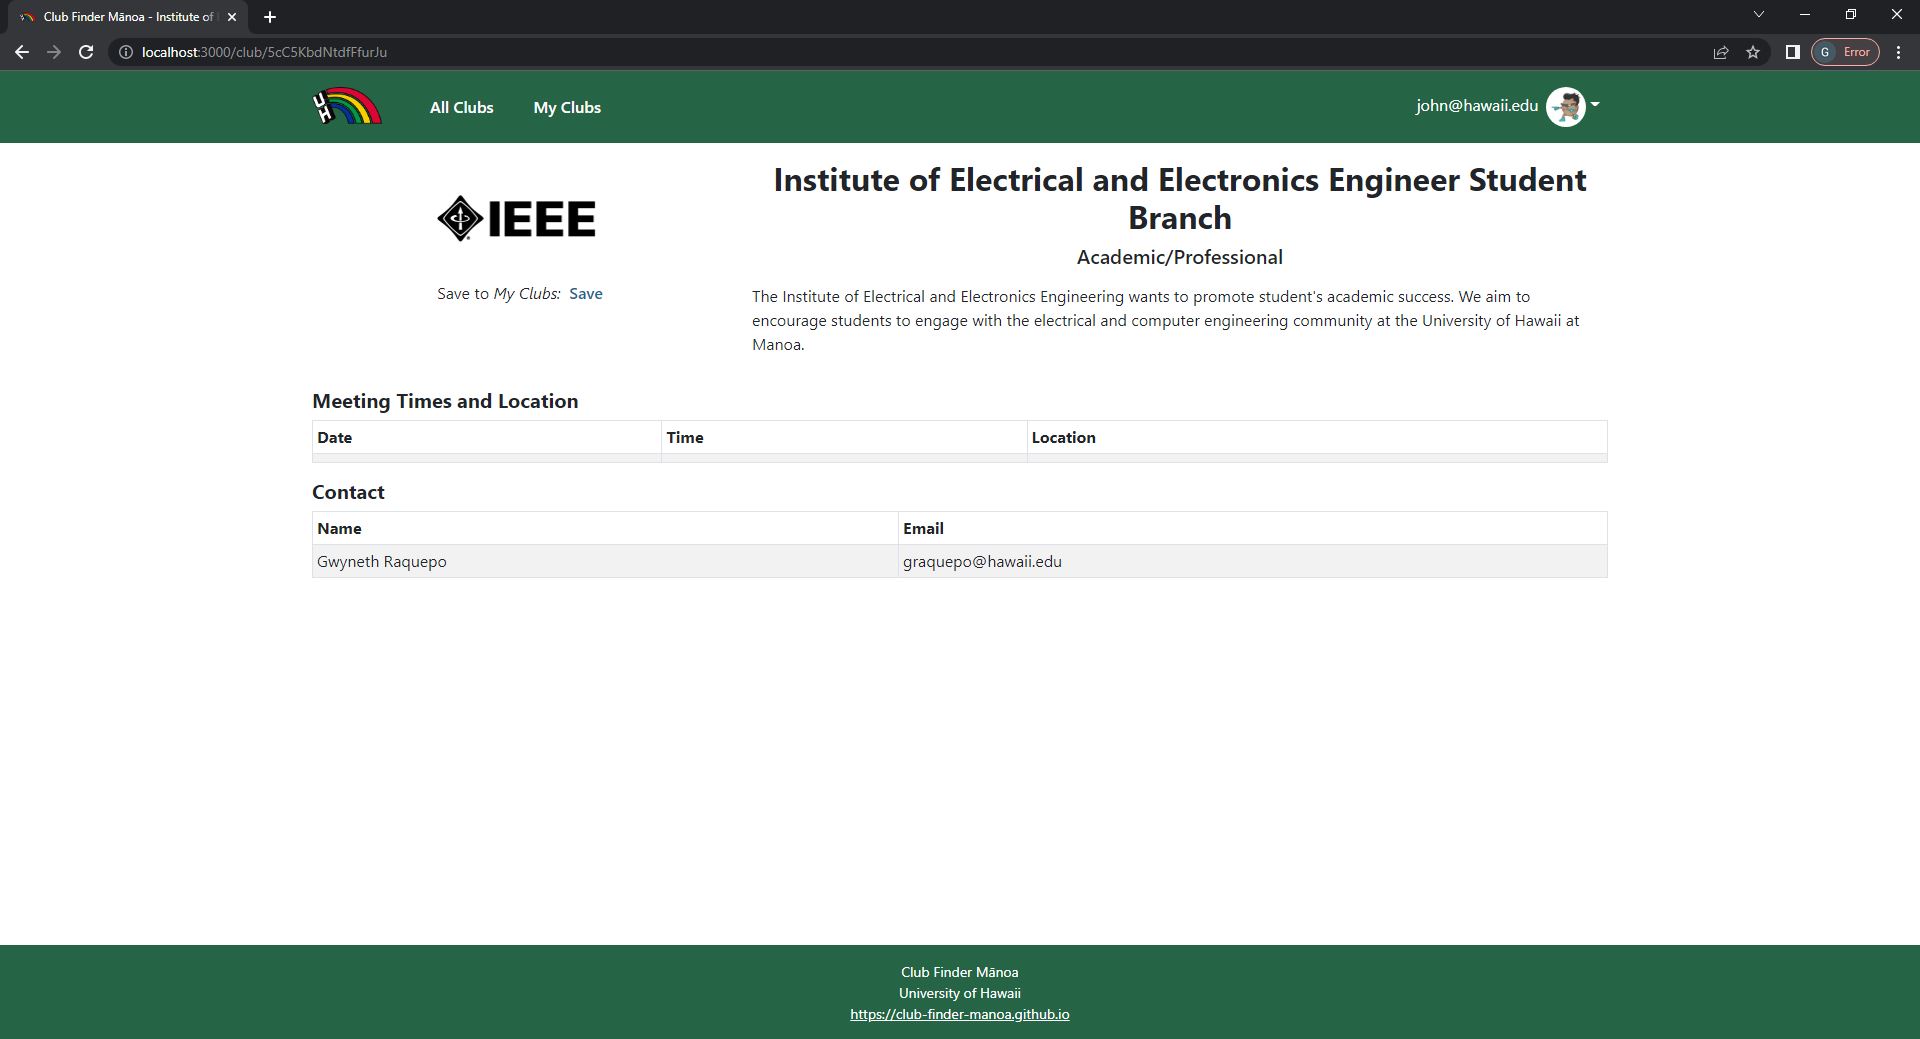 Club Finder Mānoa - Institute of
localhost:3000/club/5cC5KbdNtdfFfurJu
G Error
UH
All Clubs
My Clubs
john@hawaii.edu
IEEE
Save to My Clubs: Save
Institute of Electrical and Electronics Engineer Student
Branch
Academic/Professional
The Institute of Electrical and Electronics Engineering wants to promote student's academic success. We aim to
encourage students to engage with the electrical and computer engineering community at the University of Hawaii at
Manoa.
Meeting Times and Location
Date Time Location
Contact
Name Email
Gwyneth Raquepo graquepo@hawaii.edu
Club Finder Mānoa
University of Hawaii
https://club-finder-manoa.github.io